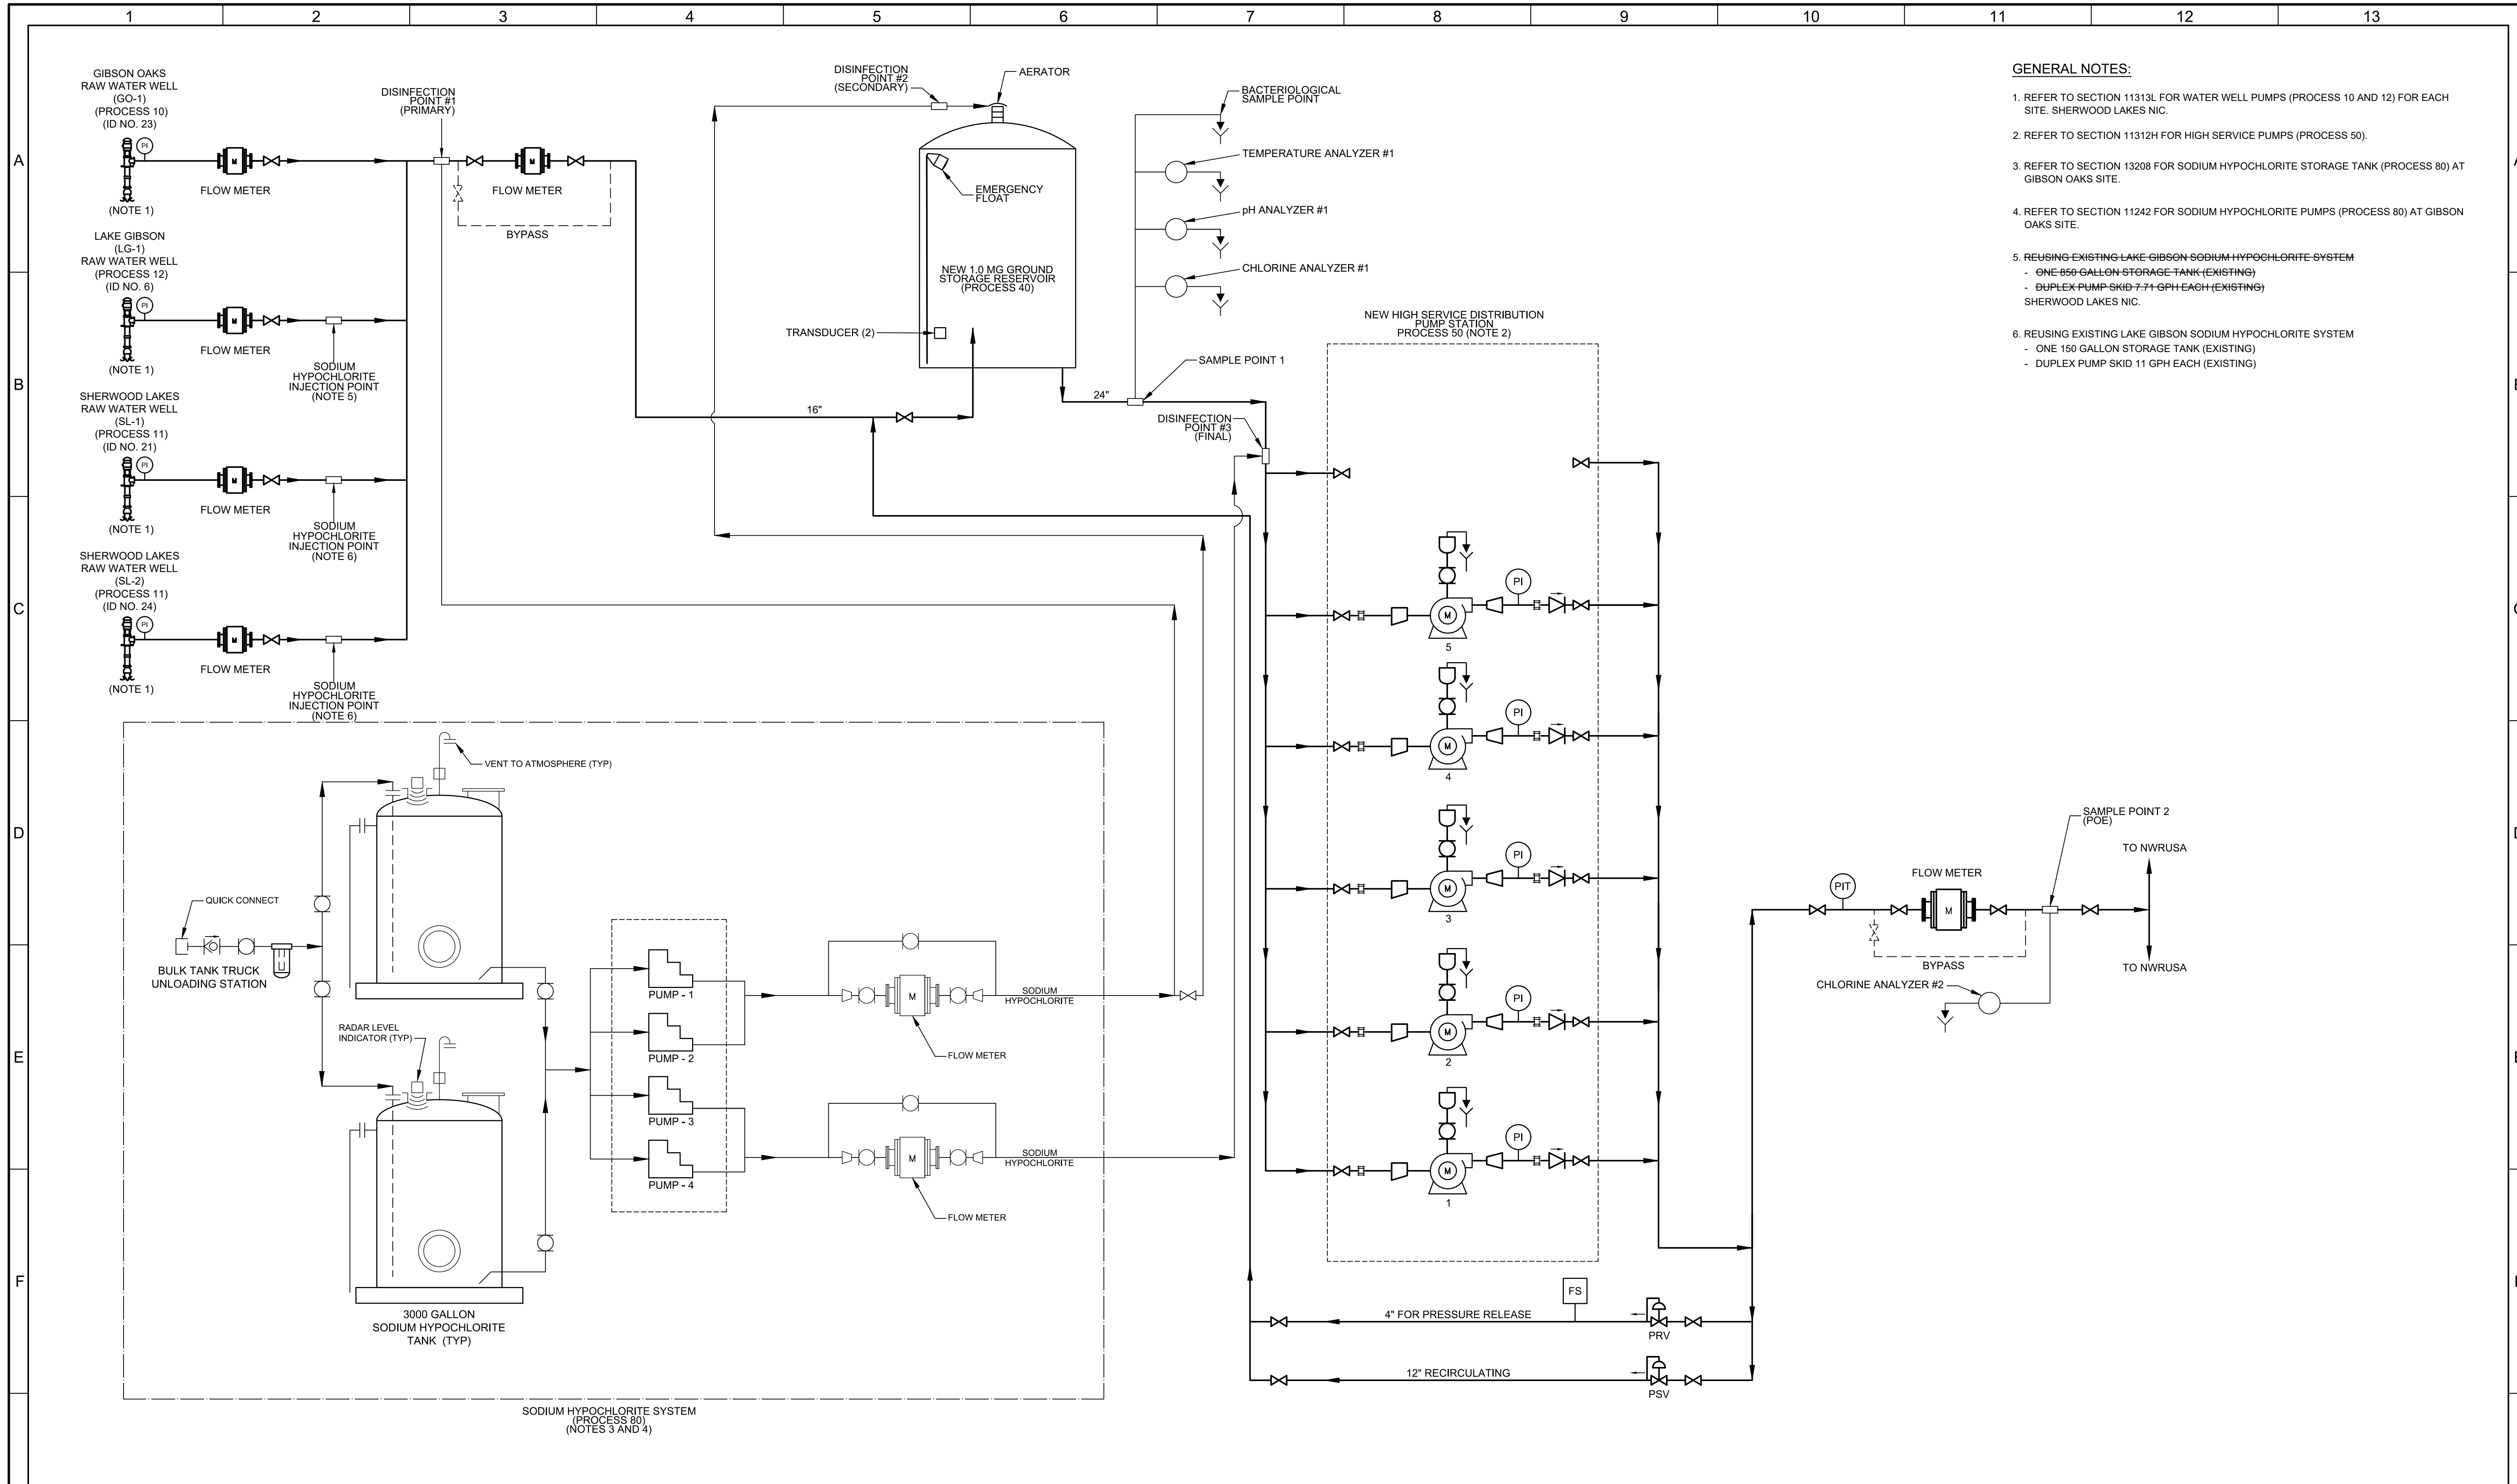 1 2 3 4 5 6 7 8 9 10 11 12 13
A
B
C
D
E
F
GIBSON OAKS
RAW WATER WELL
(GO-1)
(PROCESS 10)
(ID NO. 23)
PI
M
FLOW METER
(NOTE 1)
LAKE GIBSON
(LG-1)
RAW WATER WELL
(PROCESS 12)
(ID NO. 6)
PI
M
FLOW METER
(NOTE 1)
SODIUM
HYPOCHLORITE
INJECTION POINT
(NOTE 5)
SHERWOOD LAKES
RAW WATER WELL
(SL-1)
(PROCESS 11)
(ID NO. 21)
PI
M
FLOW METER
(NOTE 1)
SODIUM
HYPOCHLORITE
INJECTION POINT
(NOTE 6)
SHERWOOD LAKES
RAW WATER WELL
(SL-2)
(PROCESS 11)
(ID NO. 24)
PI
M
FLOW METER
(NOTE 1)
SODIUM
HYPOCHLORITE
INJECTION POINT
(NOTE 6)
DISINFECTION
POINT #1
(PRIMARY)
M
FLOW METER
BYPASS
DISINFECTION
POINT #2
(SECONDARY)
AERATOR
EMERGENCY
FLOAT
NEW 1.0 MG GROUND
STORAGE RESERVOIR
(PROCESS 40)
TRANSDUCER (2)
16"
24"
BACTERIOLOGICAL
SAMPLE POINT
TEMPERATURE ANALYZER #1
pH ANALYZER #1
CHLORINE ANALYZER #1
SAMPLE POINT 1
DISINFECTION
POINT #3
(FINAL)
NEW HIGH SERVICE DISTRIBUTION
PUMP STATION
PROCESS 50 (NOTE 2)
PI
M
5
PI
M
4
PI
M
3
PI
M
2
PI
M
1
GENERAL NOTES:
1. REFER TO SECTION 11313L FOR WATER WELL PUMPS (PROCESS 10 AND 12) FOR EACH
SITE. SHERWOOD LAKES NIC.
2. REFER TO SECTION 11312H FOR HIGH SERVICE PUMPS (PROCESS 50).
3. REFER TO SECTION 13208 FOR SODIUM HYPOCHLORITE STORAGE TANK (PROCESS 80) AT
GIBSON OAKS SITE.
4. REFER TO SECTION 11242 FOR SODIUM HYPOCHLORITE PUMPS (PROCESS 80) AT GIBSON
OAKS SITE.
5. REUSING EXISTING LAKE GIBSON SODIUM HYPOCHLORITE SYSTEM
- ONE 850 GALLON STORAGE TANK (EXISTING)
- DUPLEX PUMP SKID 7.71 GPH EACH (EXISTING)
SHERWOOD LAKES NIC.
6. REUSING EXISTING LAKE GIBSON SODIUM HYPOCHLORITE SYSTEM
- ONE 150 GALLON STORAGE TANK (EXISTING)
- DUPLEX PUMP SKID 11 GPH EACH (EXISTING)
VENT TO ATMOSPHERE (TYP)
QUICK CONNECT
BULK TANK TRUCK
UNLOADING STATION
RADAR LEVEL
INDICATOR (TYP)
3000 GALLON
SODIUM HYPOCHLORITE
TANK (TYP)
PUMP - 1
PUMP - 2
PUMP - 3
PUMP - 4
M
FLOW METER
SODIUM
HYPOCHLORITE
M
FLOW METER
SODIUM
HYPOCHLORITE
SODIUM HYPOCHLORITE SYSTEM
(PROCESS 80)
(NOTES 3 AND 4)
PIT
FLOW METER
M
BYPASS
SAMPLE POINT 2
(POE)
TO NWRUSA
TO NWRUSA
CHLORINE ANALYZER #2
FS
4" FOR PRESSURE RELEASE
PRV
12" RECIRCULATING
PSV